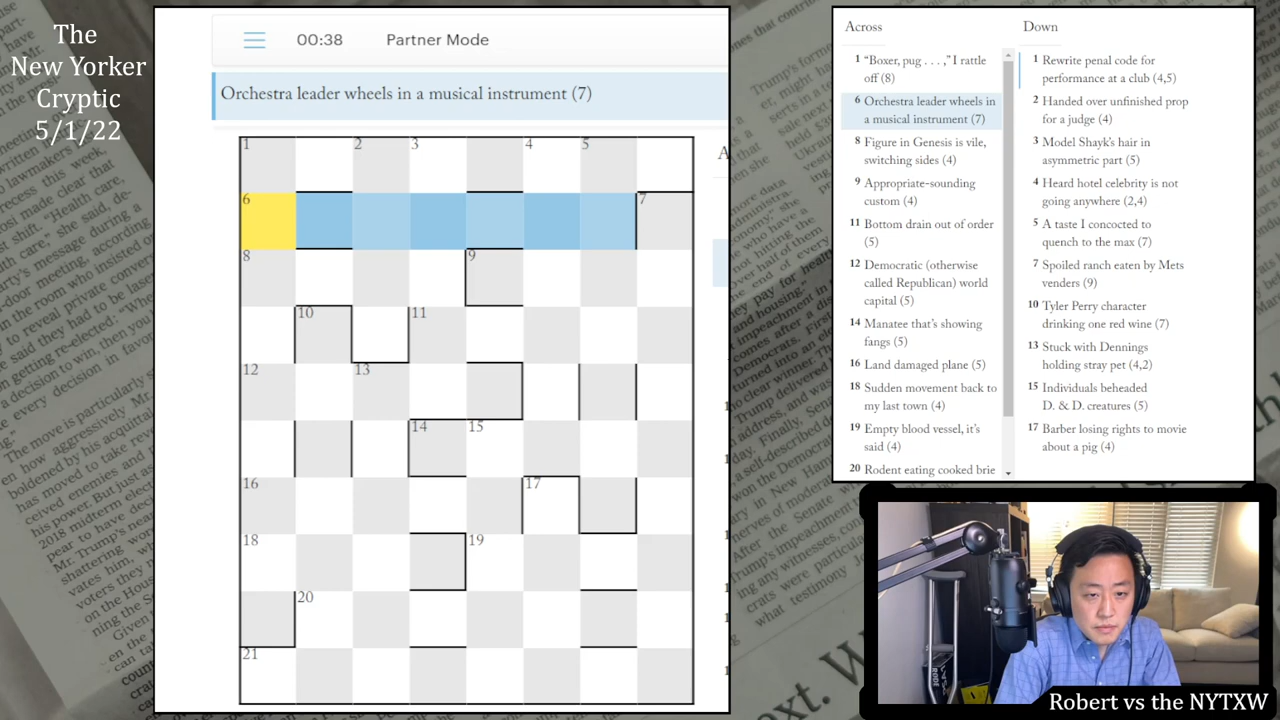 The
New Yorker
Cryptic
5/1/22
00:38
Partner Mode
Orchestra leader wheels in a musical instrument (7)
1
2
3
4
5
6
7
8
9
10
11
12
13
14
15
16
17
18
19
20
21
A
Across
1 “Boxer, pug . . . ,” I rattle
off (8)
6 Orchestra leader wheels in
a musical instrument (7)
8 Figure in Genesis is vile,
switching sides (4)
9 Appropriate-sounding
custom (4)
11 Bottom drain out of order
(5)
12 Democratic (otherwise
called Republican) world
capital (5)
14 Manatee that’s showing
fangs (5)
16 Land damaged plane (5)
18 Sudden movement back to
my last town (4)
19 Empty blood vessel, it’s
said (4)
20 Rodent eating cooked brie
Down
1 Rewrite penal code for
performance at a club (4,5)
2 Handed over unfinished prop
for a judge (4)
3 Model Shayk’s hair in
asymmetric part (5)
4 Heard hotel celebrity is not
going anywhere (2,4)
5 A taste I concocted to
quench to the max (7)
7 Spoiled ranch eaten by Mets
venders (9)
10 Tyler Perry character
drinking one red wine (7)
13 Stuck with Dennings
holding stray pet (4,2)
15 Individuals beheaded
D. & D. creatures (5)
17 Barber losing rights to movie
about a pig (4)
RODE
Robert vs the NYTXW